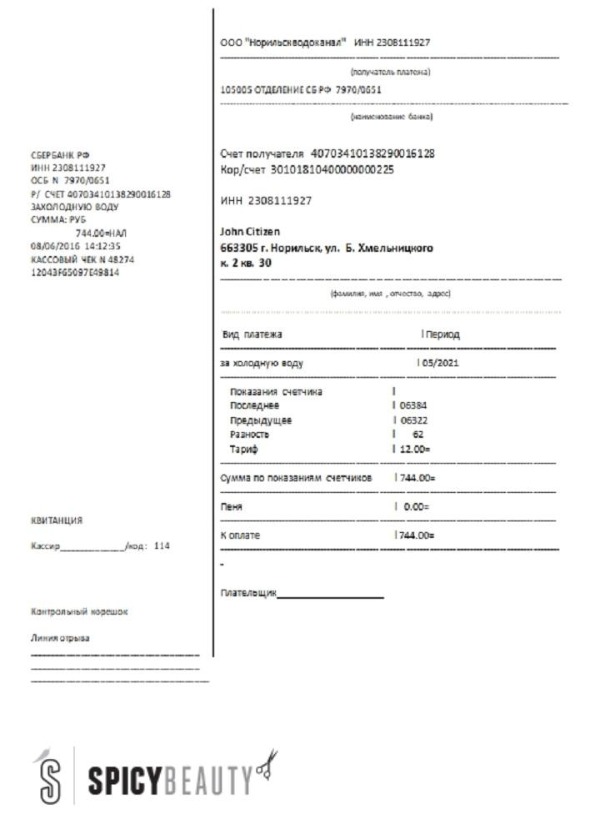 СБЕРБАНК РФ
ИНН 2308111927
ОСБ N 7970/0651
Р/ СЧЕТ 40703410138290016128
ЗАХОЛОДНУЮ ВОДУ
СУММА: РУБ
744.00=НАЛ
08/06/2016 14:12:35
КАССОВЫЙ ЧЕК N 48274
12043F65097E49814
КВИТАНЦИЯ
Кассир____________/код: 114
Контрольный корешок
Линия отрыва
ООО "Норильскводоканал" ИНН 2308111927
(получатель платежа)
105005 ОТДЕЛЕНИЕ СБ РФ 7970/0651
(наименование банка)
Счет получателя 40703410138290016128
Кор/счет 30101810400000000225
ИНН 2308111927
John Citizen
663305 г. Норильск, ул. Б. Хмельницкого
к. 2 кв. 30
(фамилия, имя , отчество, адрес)
Вид платежа | Период
за холодную воду | 05/2021
Показания счетчика |
Последнее | 06384
Предыдущее | 06322
Разность | 62
Тариф | 12.00=
Сумма по показаниям счетчиков | 744.00=
Пеня | 0.00=
К оплате | 744.00=
-
Плательщик____________________
S SPICYBEAUTY